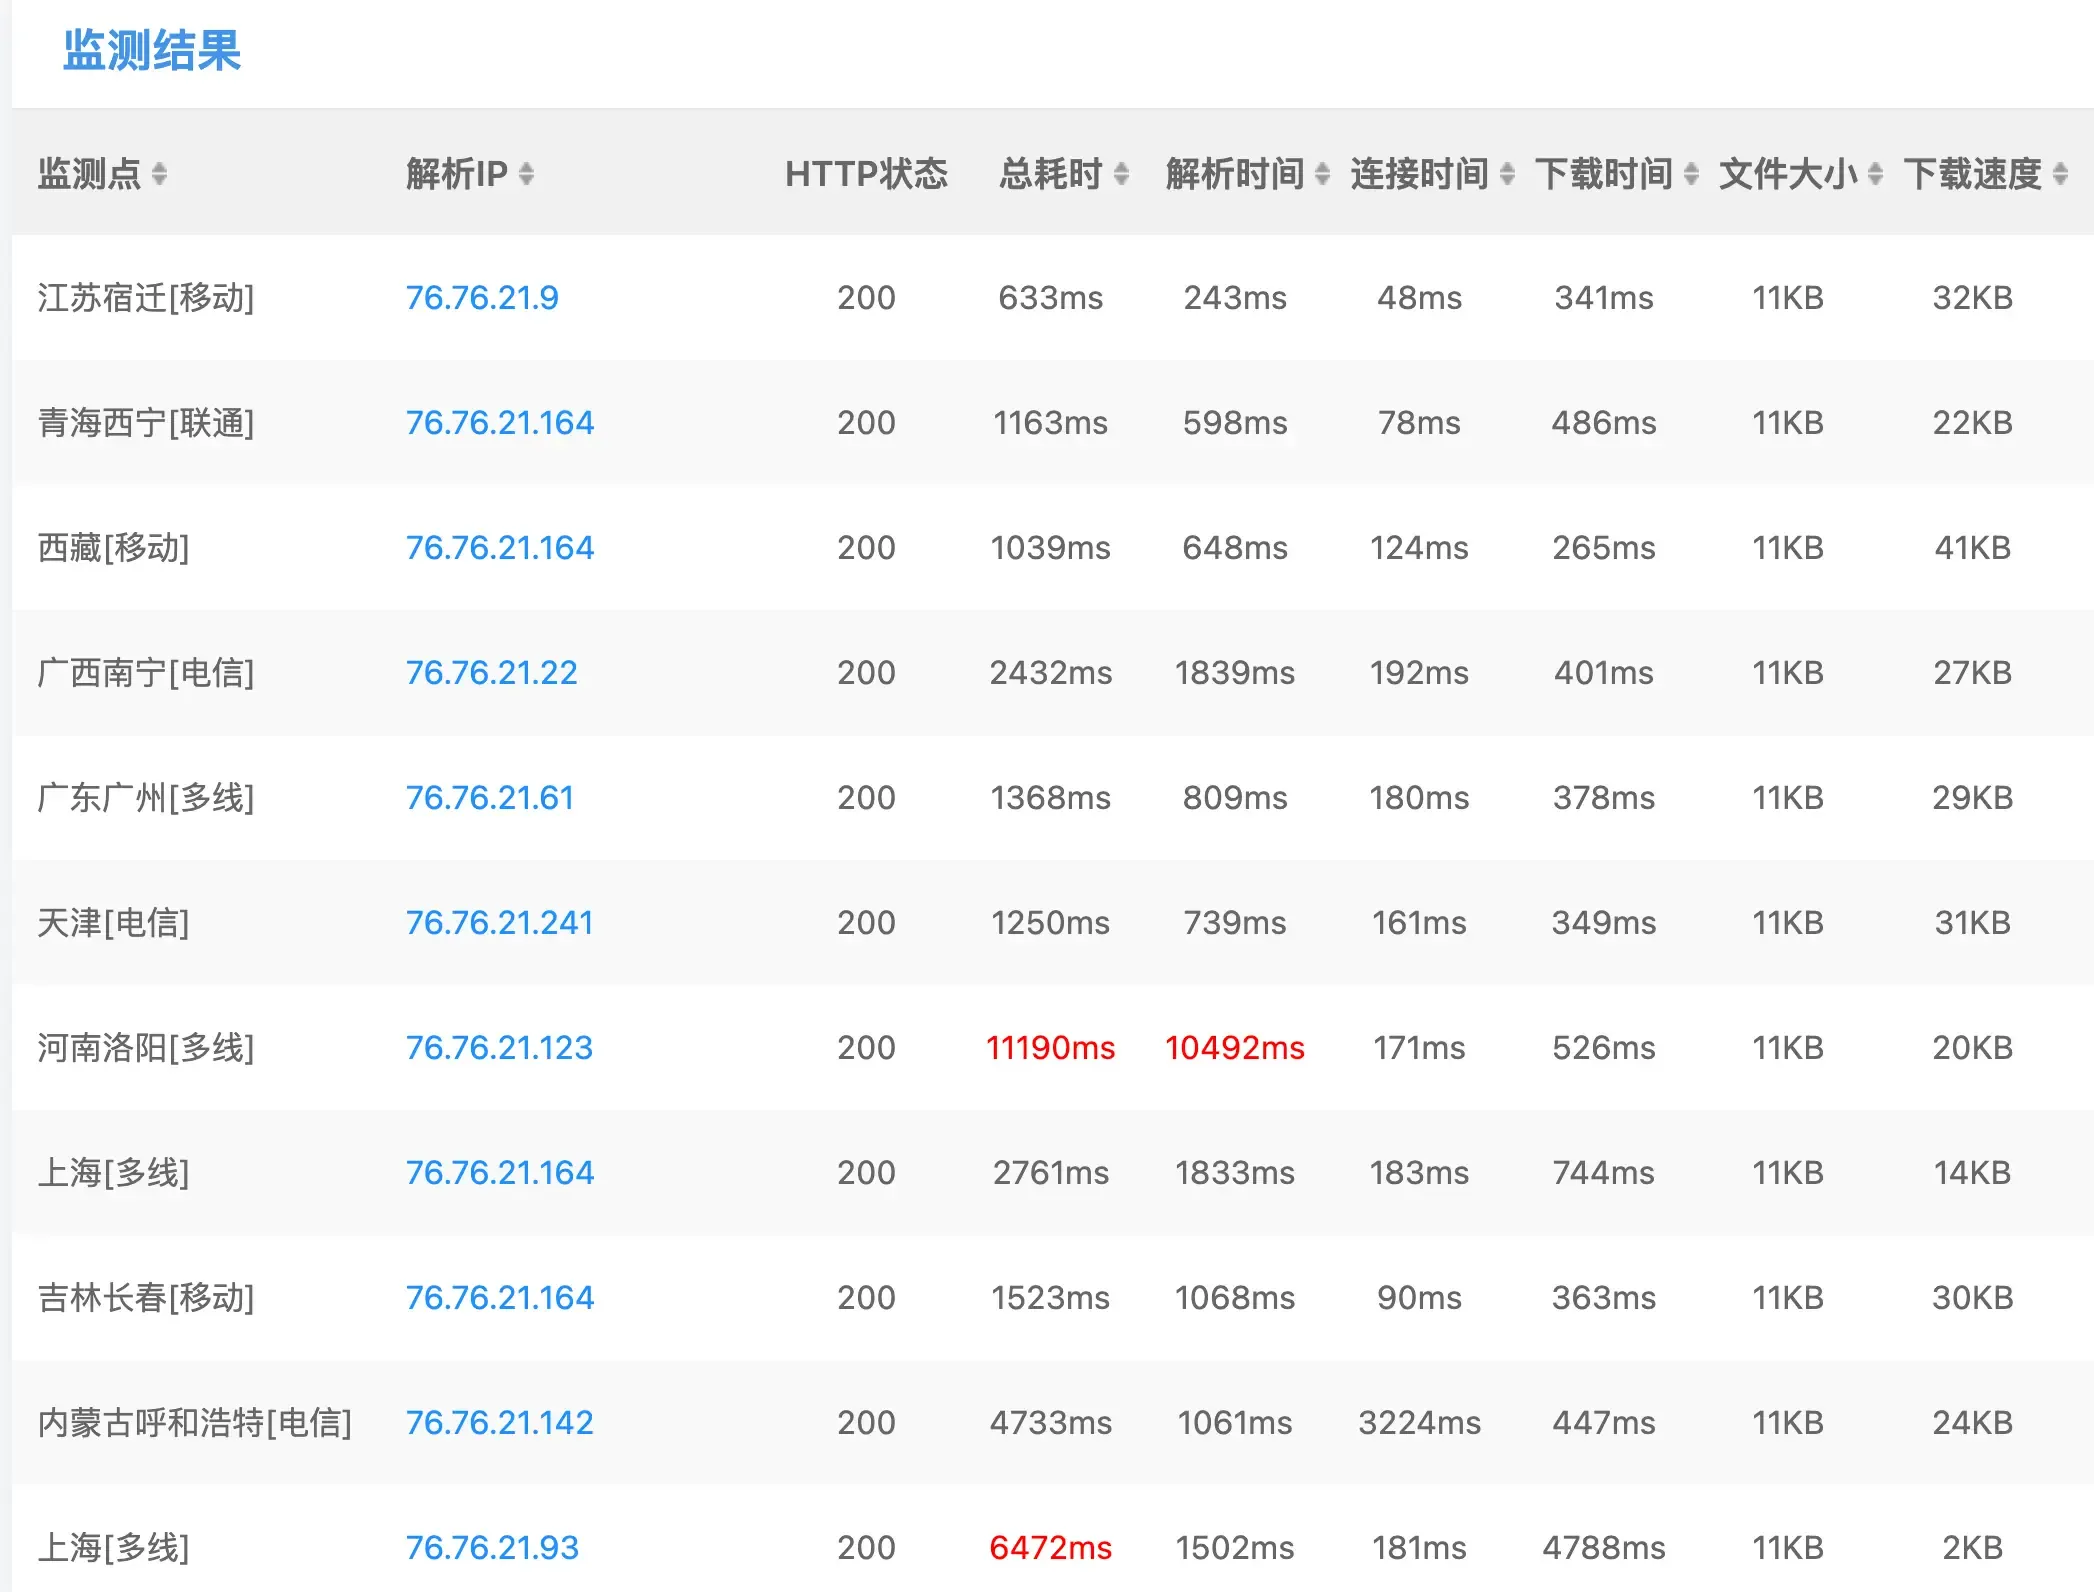 监测结果
监测点 解析IP HTTP状态 总耗时 解析时间 连接时间 下载时间 文件大小 下载速度
江苏宿迁[移动] 76.76.21.9 200 633ms 243ms 48ms 341ms 11KB 32KB
青海西宁[联通] 76.76.21.164 200 1163ms 598ms 78ms 486ms 11KB 22KB
西藏[移动] 76.76.21.164 200 1039ms 648ms 124ms 265ms 11KB 41KB
广西南宁[电信] 76.76.21.22 200 2432ms 1839ms 192ms 401ms 11KB 27KB
广东广州[多线] 76.76.21.61 200 1368ms 809ms 180ms 378ms 11KB 29KB
天津[电信] 76.76.21.241 200 1250ms 739ms 161ms 349ms 11KB 31KB
河南洛阳[多线] 76.76.21.123 200 11190ms 10492ms 171ms 526ms 11KB 20KB
上海[多线] 76.76.21.164 200 2761ms 1833ms 183ms 744ms 11KB 14KB
吉林长春[移动] 76.76.21.164 200 1523ms 1068ms 90ms 363ms 11KB 30KB
内蒙古呼和浩特[电信] 76.76.21.142 200 4733ms 1061ms 3224ms 447ms 11KB 24KB
上海[多线] 76.76.21.93 200 6472ms 1502ms 181ms 4788ms 11KB 2KB